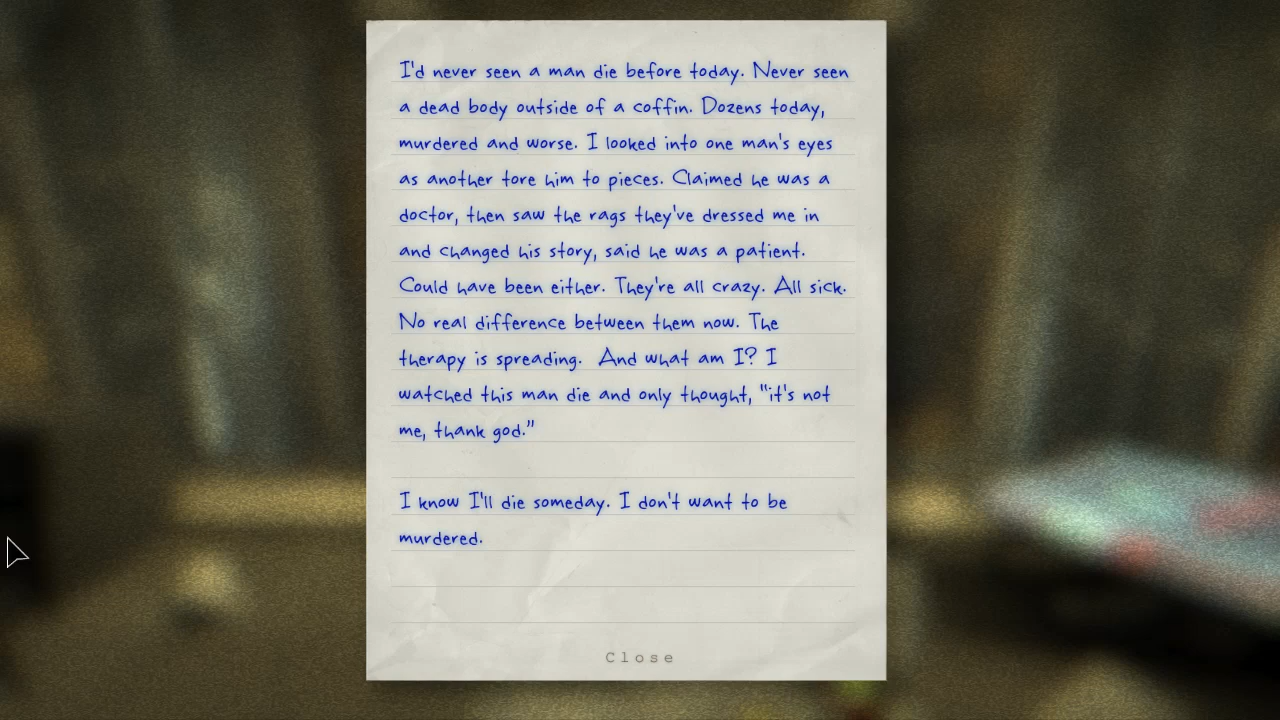 I'd never seen a man die before today. Never seen
a dead body outside of a coffin. Dozens today,
murdered and worse. I looked into one man's eyes
as another tore him to pieces. Claimed he was a
doctor, then saw the rags they've dressed me in
and changed his story, said he was a patient.
Could have been either. They're all crazy. All sick.
No real difference between them now. The
therapy is spreading. And what am I? I
watched this man die and only thought, "it's not
me, thank god."
I know I'll die someday. I don't want to be
murdered.
Close